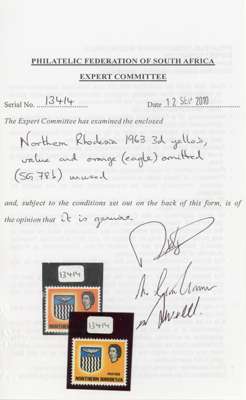 PHILATELIC FEDERATION OF SOUTH AFRICA
EXPERT COMMITTEE
Serial No. 13414 Date 12 SEP 2010
The Expert Committee has examined the enclosed
Northern Rhodesia 1963 3d yellow,
value and orange (eagle) omitted
(SG 78b) unused
and, subject to the conditions set out on the back of this form, is of
the opinion that it is genuine.
13414
13414
NORTHERN RHODESIA